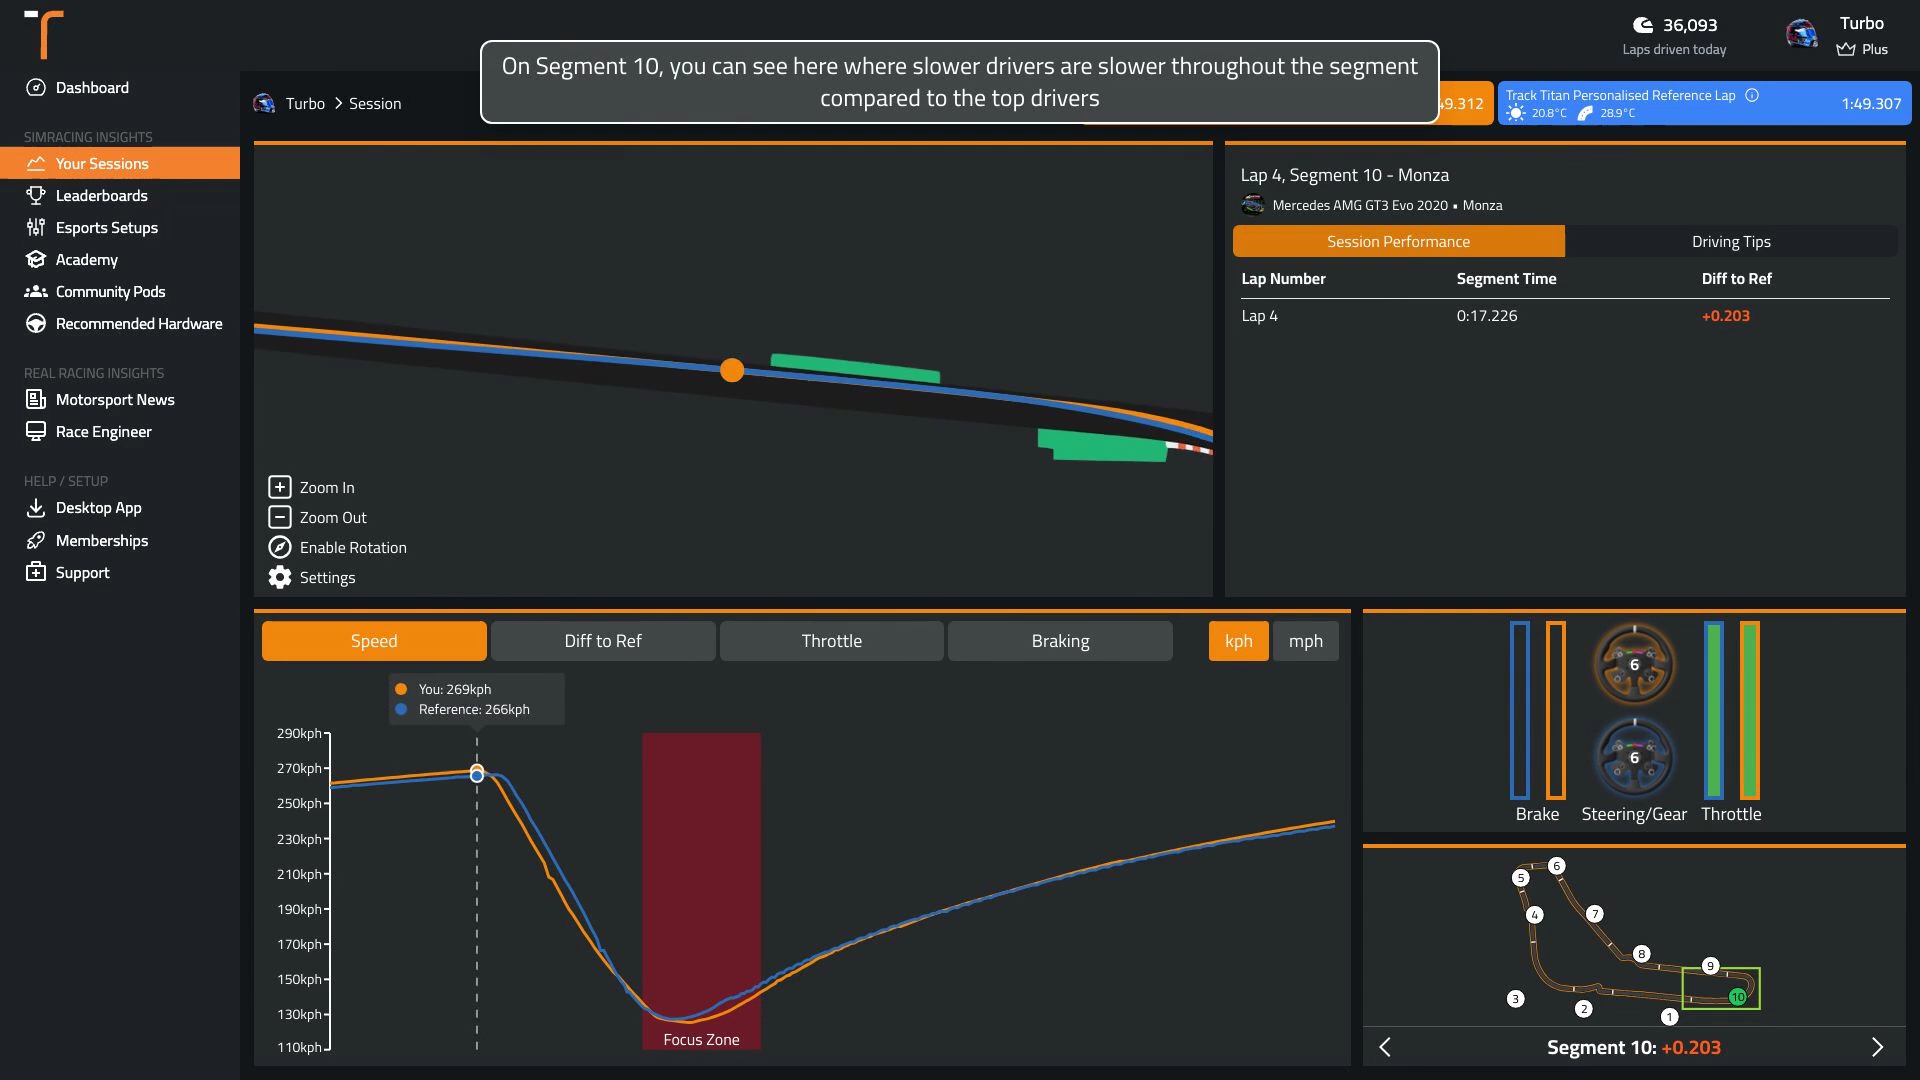 36,093
Laps driven today
Turbo
Plus
On Segment 10, you can see here where slower drivers are slower throughout the segment
compared to the top drivers
Dashboard
SIMRACING INSIGHTS
Your Sessions
Leaderboards
Esports Setups
Academy
Community Pods
Recommended Hardware
REAL RACING INSIGHTS
Motorsport News
Race Engineer
HELP / SETUP
Desktop App
Memberships
Support
Turbo > Session
49.312
Track Titan Personalised Reference Lap
20.8°C 28.9°C
1:49.307
Zoom In
Zoom Out
Enable Rotation
Settings
Lap 4, Segment 10 - Monza
Mercedes AMG GT3 Evo 2020 • Monza
Session Performance Driving Tips
Lap Number Segment Time Diff to Ref
Lap 4 0:17.226 +0.203
Speed Diff to Ref Throttle Braking kph mph
You: 269kph
Reference: 266kph
290kph
270kph
250kph
230kph
210kph
190kph
170kph
150kph
130kph
110kph
Focus Zone
6
6
Brake Steering/Gear Throttle
6
5
4
7
8
9
10
3
2
1
Segment 10: +0.203